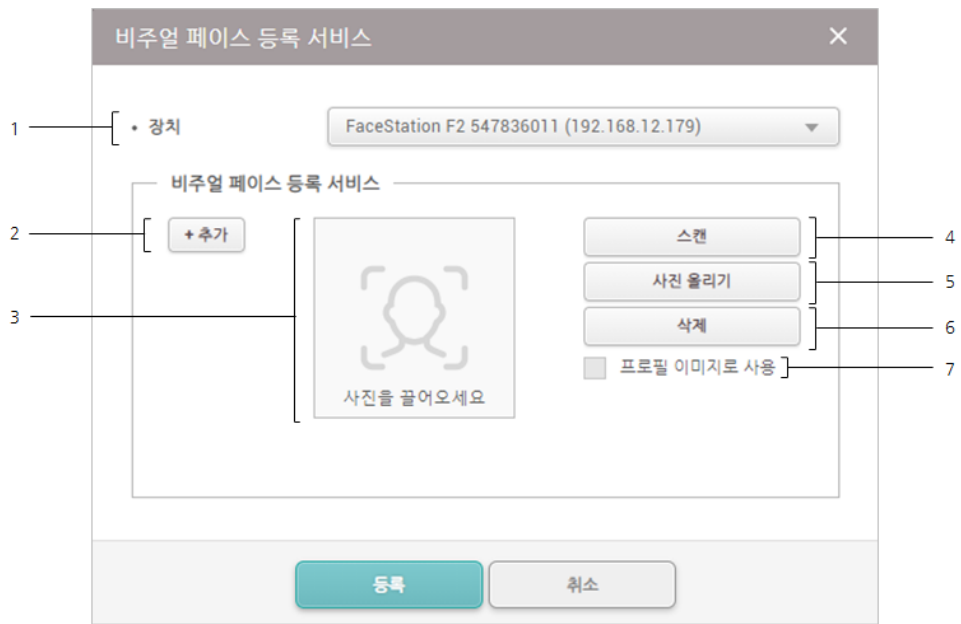 비주얼 페이스 등록 서비스 ✕
1 • 장치 FaceStation F2 547836011 (192.168.12.179)
비주얼 페이스 등록 서비스
2 + 추가 스캔 4
사진 올리기 5
3 삭제 6
프로필 이미지로 사용 7
사진을 끌어오세요
등록 취소